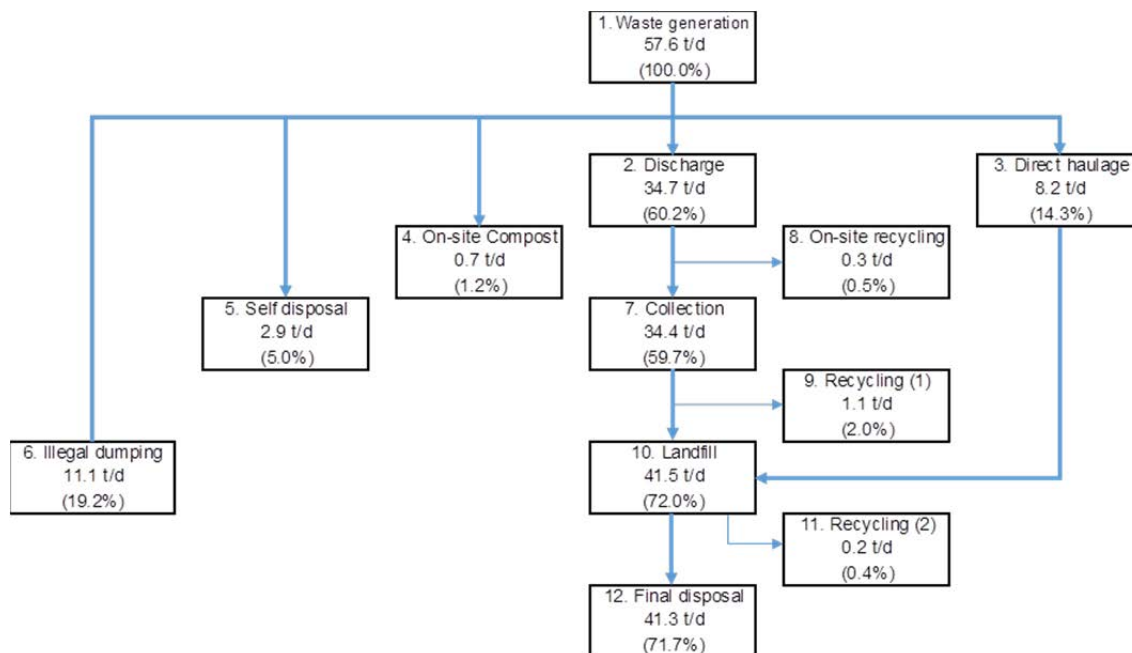 1. Waste generation
57.6 t/d
(100.0%)
2. Discharge
34.7 t/d
(60.2%)
3. Direct haulage
8.2 t/d
(14.3%)
4. On-site Compost
0.7 t/d
(1.2%)
8. On-site recycling
0.3 t/d
(0.5%)
5. Self disposal
2.9 t/d
(5.0%)
7. Collection
34.4 t/d
(59.7%)
9. Recycling (1)
1.1 t/d
(2.0%)
6. Illegal dumping
11.1 t/d
(19.2%)
10. Landfill
41.5 t/d
(72.0%)
11. Recycling (2)
0.2 t/d
(0.4%)
12. Final disposal
41.3 t/d
(71.7%)